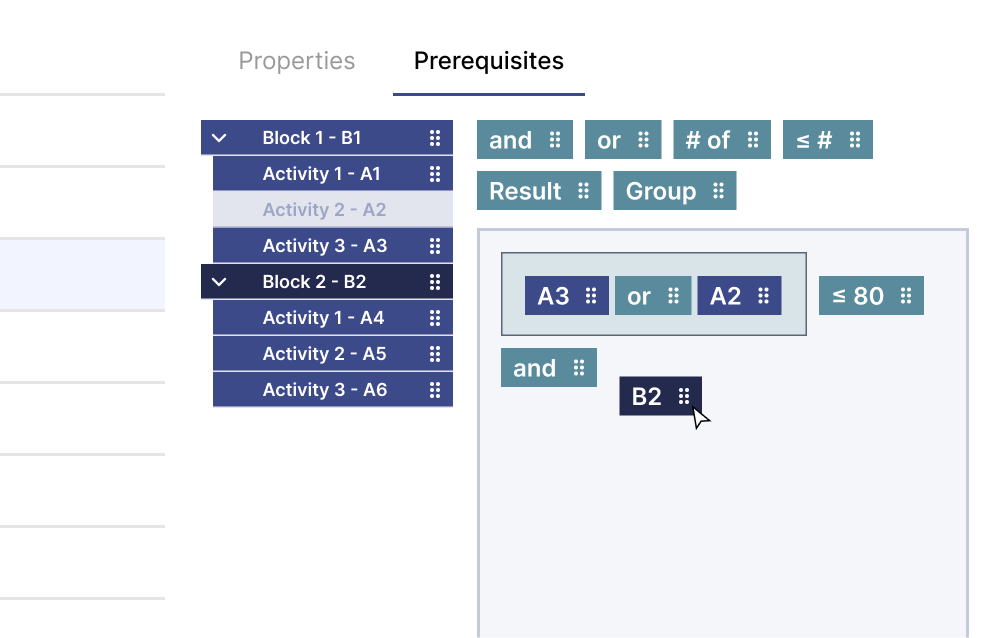 Properties Prerequisites
Block 1 - B1
Activity 1 - A1
Activity 2 - A2
Activity 3 - A3
Block 2 - B2
Activity 1 - A4
Activity 2 - A5
Activity 3 - A6
and or # of ≤ #
Result Group
A3 or A2 ≤ 80
and
B2